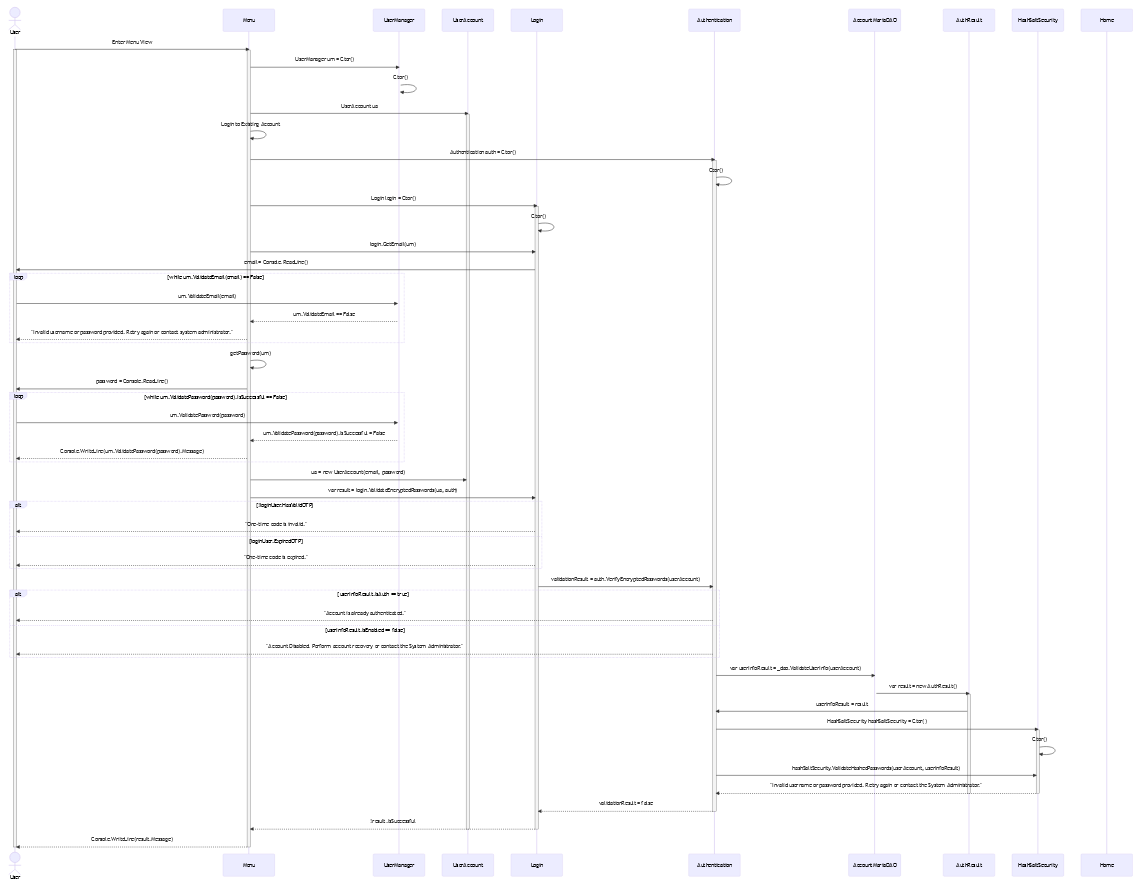 User
Menu
UserManager
UserAccount
Login
Authentication
AccountMariaDAO
AuthResult
HashSaltSecurity
Home
Enter Menu View
UserManager um = Ctor()
Ctor()
UserAccount ua
Login to Existing Account
Authentication auth = Ctor()
Ctor()
Login login = Ctor()
Ctor()
login.GetEmail(um)
email = Console.ReadLine()
loop
[while um.ValidateEmail(email) == False]
um.ValidateEmail(email)
um.ValidateEmail == False
"Invalid username or password provided. Retry again or contact system administrator."
getPassword(um)
password = Console.ReadLine()
loop
[while um.ValidatePassword(password).IsSuccessful == False]
um.ValidatePassword(password)
um.ValidatePassword(password).IsSuccessful = False
Console.WriteLine(um.ValidatePassword(password).Message)
ua = new UserAccount(email, password)
var result = login.ValidateEncryptedPasswords(ua, auth)
alt
[!loginUser.HasValidOTP]
"One-time code is invalid."
[loginUser.ExpiredOTP]
"One-time code is expired."
validationResult = auth.VerifyEncryptedPasswords(userAccount)
alt
[userInfoResult.IsAuth == true]
"Account is already authenticated."
[userInfoResult.IsEnabled == false]
"Account Disabled. Perform account recovery or contact the System Administrator."
var userInfoResult = _dao.ValidateUserInfo(userAccount)
var result = new AuthResult()
userInfoResult = result
HashSaltSecurity hashSaltSecurity = Ctor()
Ctor()
hashSaltSecurity.ValidateHashedPasswords(userAccount, userInfoResult)
"Invalid username or password provided. Retry again or contact the System Administrator."
validationResult = false
!result.IsSuccessful
Console.WriteLine(result.Message)
User
Menu
UserManager
UserAccount
Login
Authentication
AccountMariaDAO
AuthResult
HashSaltSecurity
Home